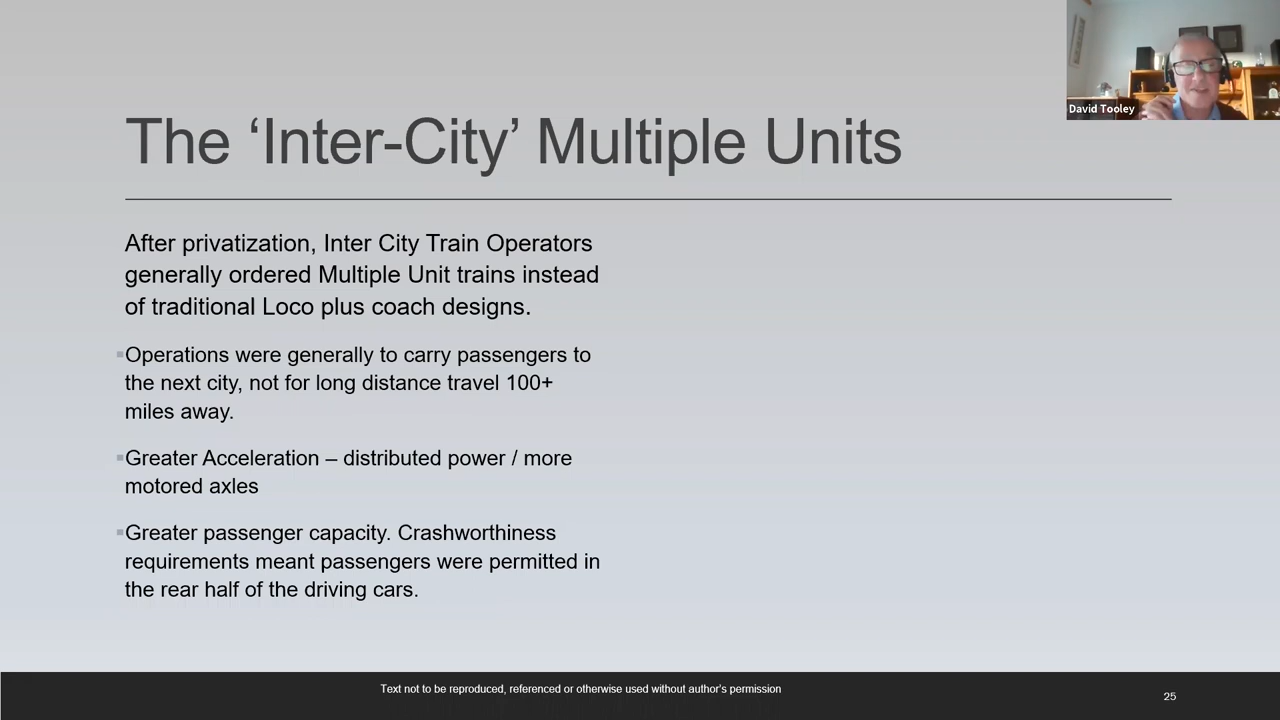 David Tooley
The ‘Inter-City’ Multiple Units
After privatization, Inter City Train Operators
generally ordered Multiple Unit trains instead
of traditional Loco plus coach designs.
Operations were generally to carry passengers to
the next city, not for long distance travel 100+
miles away.
Greater Acceleration – distributed power / more
motored axles
Greater passenger capacity. Crashworthiness
requirements meant passengers were permitted in
the rear half of the driving cars.
Text not to be reproduced, referenced or otherwise used without author's permission
25